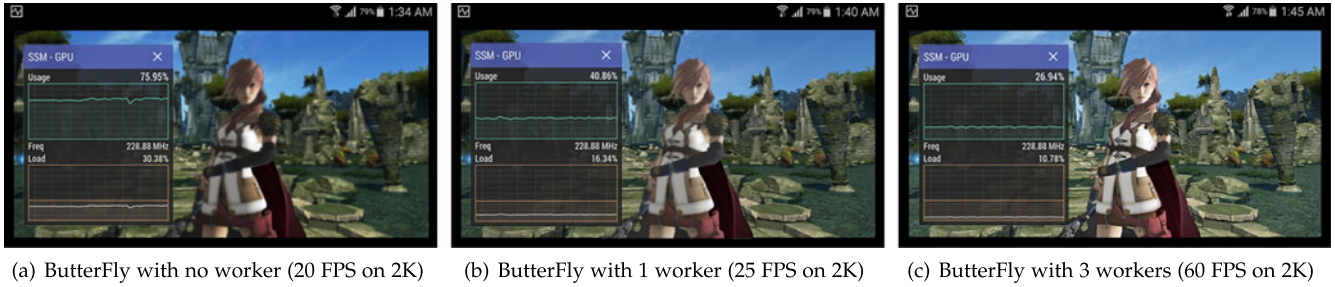 79% 1:34 AM
SSM - GPU
Usage 75.95%
Freq 228.88 MHz
Load 30.38%
(a) ButterFly with no worker (20 FPS on 2K)
79% 1:40 AM
SSM - GPU
Usage 40.86%
Freq 228.88 MHz
Load 16.34%
(b) ButterFly with 1 worker (25 FPS on 2K)
78% 1:45 AM
SSM - GPU
Usage 26.94%
Freq 228.88 MHz
Load 10.78%
(c) ButterFly with 3 workers (60 FPS on 2K)